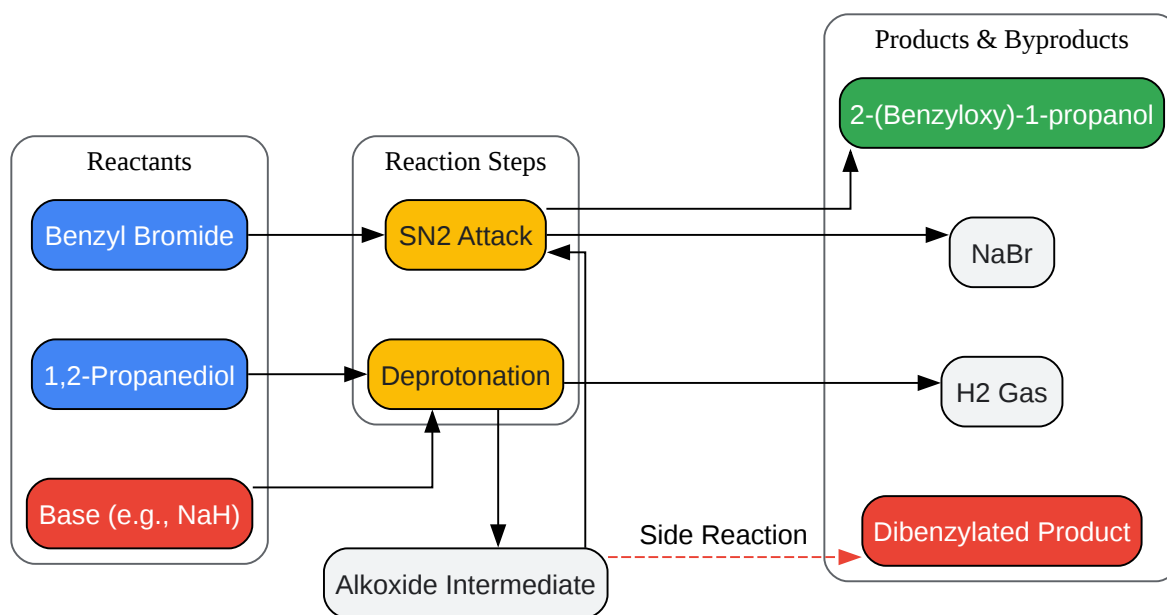 Reactants
Benzyl Bromide
1,2-Propanediol
Base (e.g., NaH)
Reaction Steps
SN2 Attack
Deprotonation
Alkoxide Intermediate
Side Reaction
Products & Byproducts
2-(Benzyloxy)-1-propanol
NaBr
H2 Gas
Dibenzylated Product